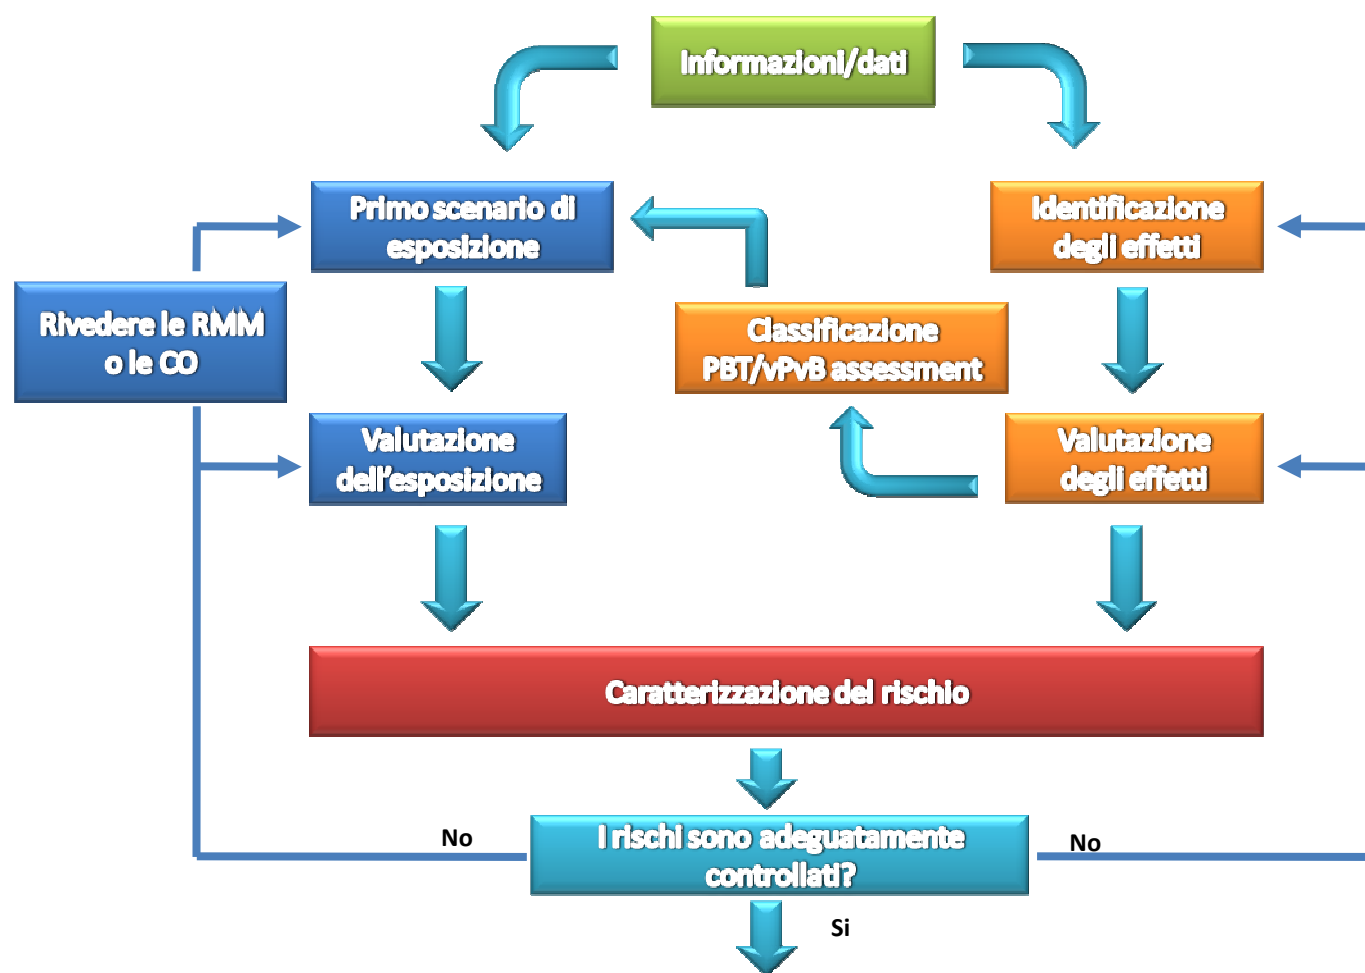 Informazioni/dati
Primo scenario di
esposizione
Identificazione
degli effetti
Rivedere le RMM
o le CO
Classificazione
PBT/vPvB assessment
Valutazione
dell'esposizione
Valutazione
degli effetti
Caratterizzazione del rischio
No
I rischi sono adeguatamente
controllati?
No
Si